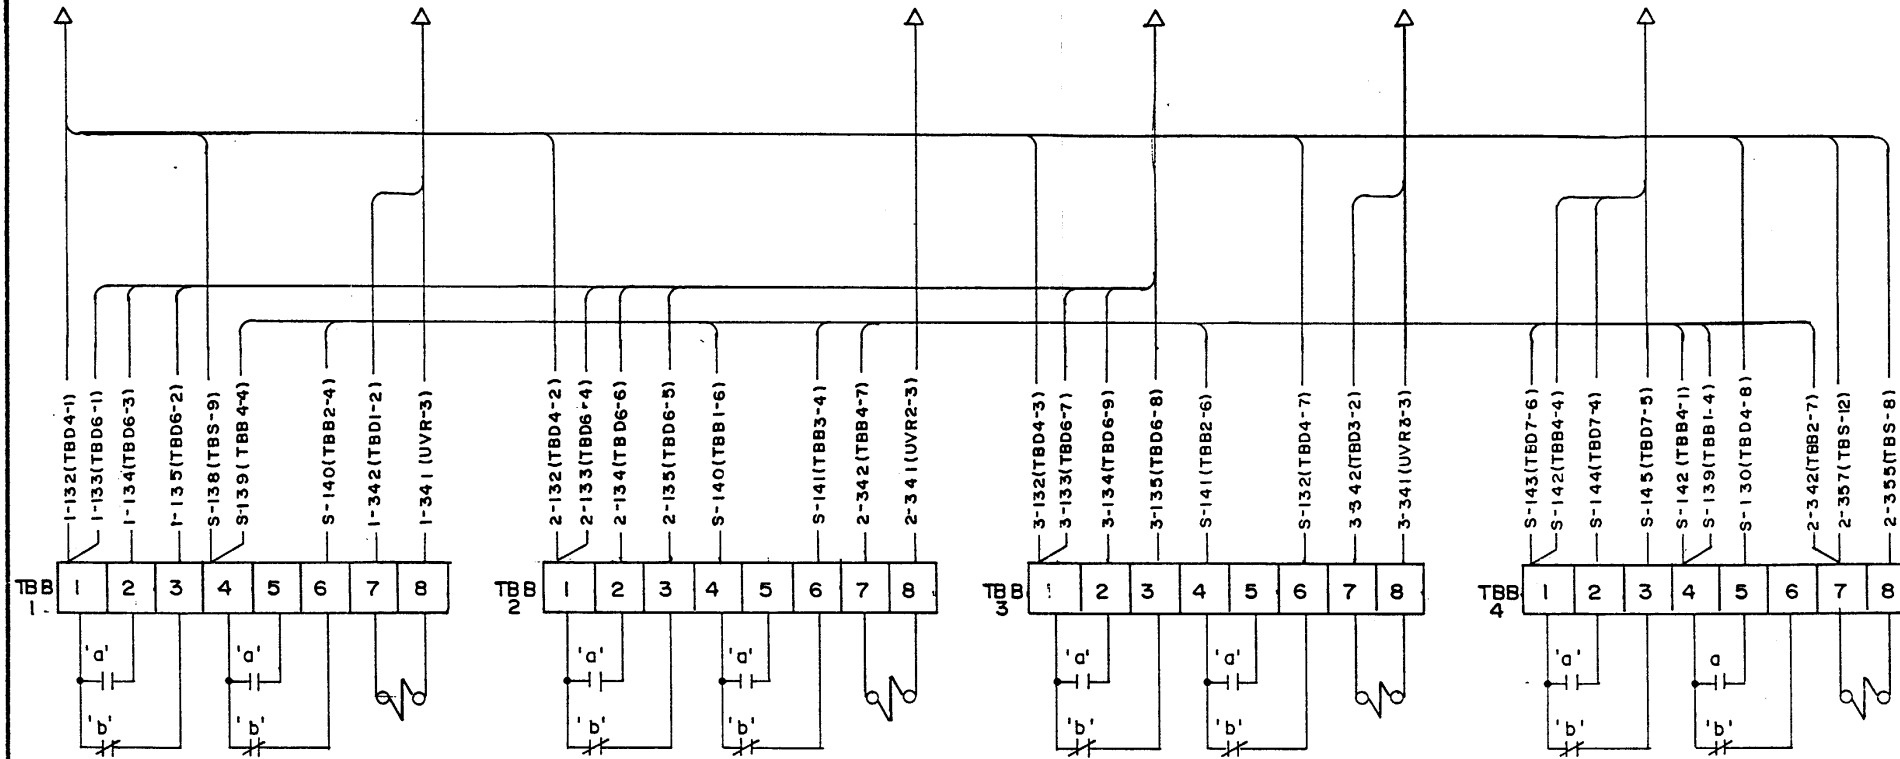 1-132(TBD4-1)
1-133(TBD6-1)
1-134(TBD6-3)
1-135(TBD6-2)
S-138(TBS-9)
S-139(TBB4-4)
S-140(TBB2-4)
1-342(TBD1-2)
1-341(UVR-3)
2-132(TBD4-2)
2-133(TBD6-4)
2-134(TBD6-6)
2-135(TBD6-5)
S-140(TBB1-6)
S-141(TBB3-4)
2-342(TBB4-7)
2-341(UVR2-3)
3-132(TBD4-3)
3-133(TBD6-7)
3-134(TBD6-9)
3-135(TBD6-8)
S-141(TBB2-6)
S-132(TBD4-7)
3-342(TBD3-2)
3-341(UVR3-3)
S-143(TBD7-6)
S-142(TBB4-4)
S-144(TBD7-4)
S-145(TBD7-5)
S-142(TBB4-1)
S-139(TBB1-4)
S-130(TBD4-8)
2-342(TBB2-7)
2-357(TBS-12)
2-355(TBS-8)
TBB 1 2 3 4 5 6 7 8
1-
TBB 1 2 3 4 5 6 7 8
2
TBB 1 2 3 4 5 6 7 8
3
TBB 1 2 3 4 5 6 7 8
4
'a' 'a' 'a' 'a' 'a' 'a' 'a' a
'b' 'b' 'b' 'b' 'b' 'b' 'b' 'b'